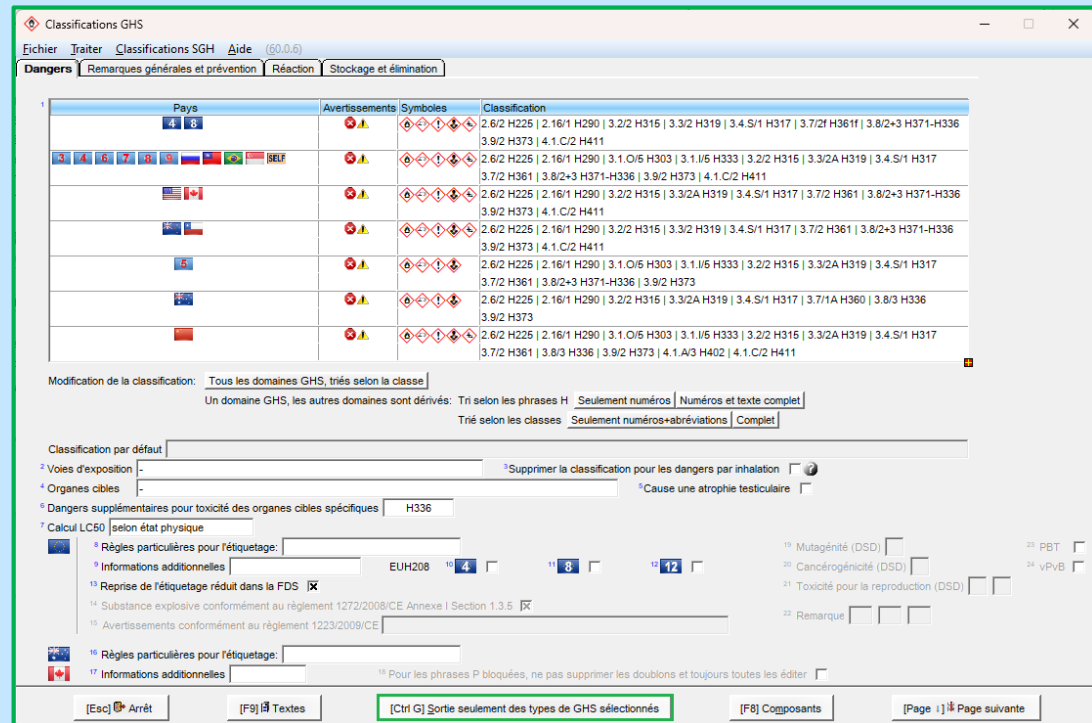 Classifications GHS
Fichier Traiter Classifications SGH Aide (60.0.6)
Dangers Remarques générales et prévention Réaction Stockage et élimination
1 Pays Avertissements Symboles Classification
4 8 2.6/2 H225 | 2.16/1 H290 | 3.2/2 H315 | 3.3/2 H319 | 3.4.S/1 H317 | 3.7/2f H361f | 3.8/2+3 H371-H336
3.9/2 H373 | 4.1.C/2 H411
3 4 6 7 8 9 SELF 2.6/2 H225 | 2.16/1 H290 | 3.1.O/5 H303 | 3.1.I/5 H333 | 3.2/2 H315 | 3.3/2A H319 | 3.4.S/1 H317
3.7/2 H361 | 3.8/2+3 H371-H336 | 3.9/2 H373 | 4.1.C/2 H411
2.6/2 H225 | 2.16/1 H290 | 3.2/2 H315 | 3.3/2A H319 | 3.4.S/1 H317 | 3.7/2 H361 | 3.8/2+3 H371-H336
3.9/2 H373 | 4.1.C/2 H411
2.6/2 H225 | 2.16/1 H290 | 3.2/2 H315 | 3.3/2 H319 | 3.4.S/1 H317 | 3.7/2 H361 | 3.8/2+3 H371-H336
3.9/2 H373 | 4.1.C/2 H411
5 2.6/2 H225 | 2.16/1 H290 | 3.1.O/5 H303 | 3.1.I/5 H333 | 3.2/2 H315 | 3.3/2A H319 | 3.4.S/1 H317
3.7/2 H361 | 3.8/2+3 H371-H336 | 3.9/2 H373
2.6/2 H225 | 2.16/1 H290 | 3.2/2 H315 | 3.3/2A H319 | 3.4.S/1 H317 | 3.7/1A H360 | 3.8/3 H336
3.9/2 H373
2.6/2 H225 | 2.16/1 H290 | 3.1.O/5 H303 | 3.1.I/5 H333 | 3.2/2 H315 | 3.3/2A H319 | 3.4.S/1 H317
3.7/2 H361 | 3.8/3 H336 | 3.9/2 H373 | 4.1.A/3 H402 | 4.1.C/2 H411
Modification de la classification: Tous les domaines GHS, triés selon la classe
Un domaine GHS, les autres domaines sont dérivés: Tri selon les phrases H Seulement numéros Numéros et texte complet
Trié selon les classes Seulement numéros+abréviations Complet
Classification par défaut
2 Voies d'exposition - 3 Supprimer la classification pour les dangers par inhalation ?
4 Organes cibles - 5 Cause une atrophie testiculaire
6 Dangers supplémentaires pour toxicité des organes cibles spécifiques H336
7 Calcul LC50 selon état physique
8 Règles particulières pour l'étiquetage: 19 Mutagénité (DSD) 23 PBT
9 Informations additionnelles EUH208 10 4 11 8 12 12 20 Cancérogénicité (DSD) 24 vPvB
13 Reprise de l'étiquetage réduit dans la FDS 21 Toxicité pour la reproduction (DSD)
14 Substance explosive conformément au règlement 1272/2008/CE Annexe I Section 1.3.5 22 Remarque
15 Avertissements conformément au règlement 1223/2009/CE
16 Règles particulières pour l'étiquetage:
17 Informations additionnelles 18 Pour les phrases P bloquées, ne pas supprimer les doublons et toujours toutes les éditer
[Esc] Arrêt [F9] Textes [Ctrl G] Sortie seulement des types de GHS sélectionnés [F8] Composants [Page ↓] Page suivante